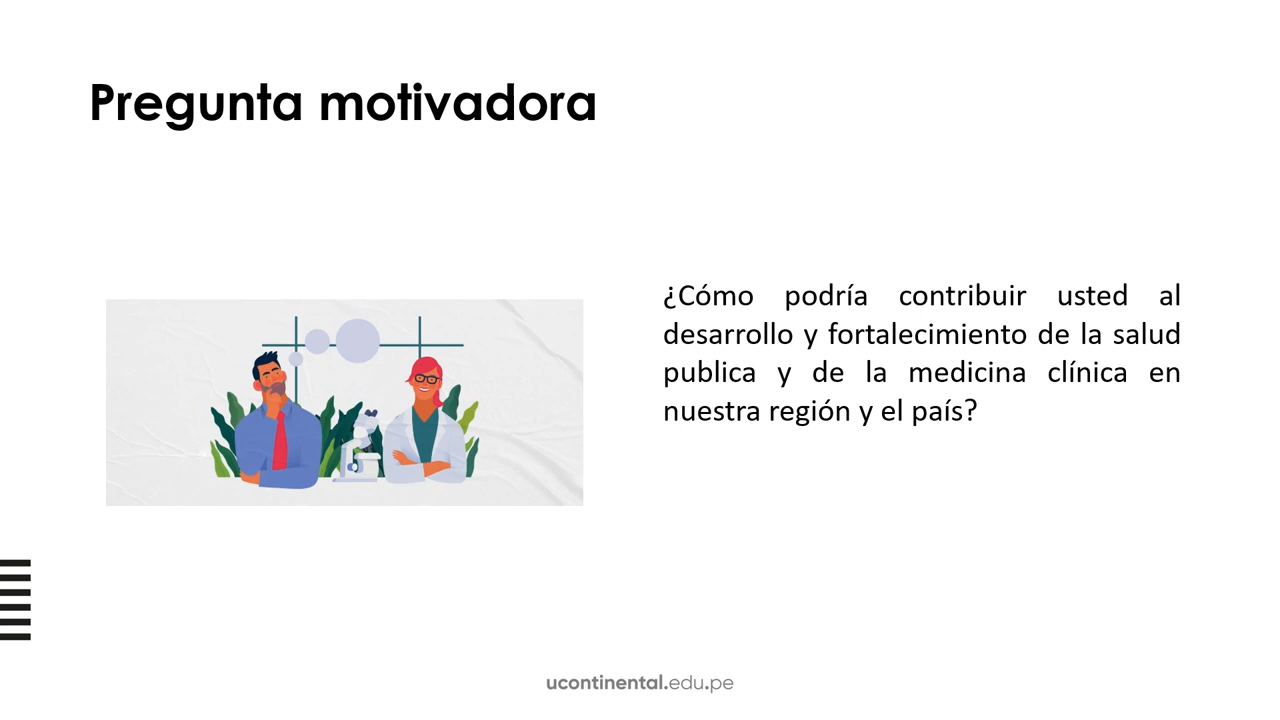 Pregunta motivadora
¿Cómo podría contribuir usted al
desarrollo y fortalecimiento de la salud
publica y de la medicina clínica en
nuestra región y el país?
ucontinental.edu.pe